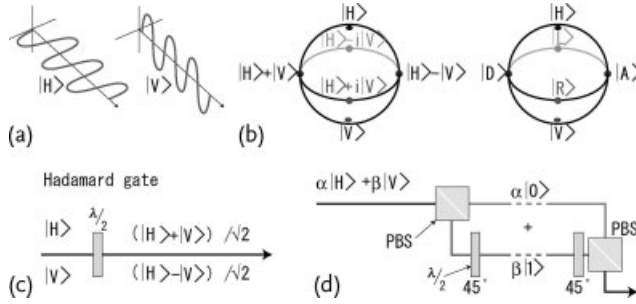 |H⟩
|V⟩
(a)
|H⟩
|H⟩−i|V⟩
|H⟩+|V⟩
|H⟩−|V⟩
|H⟩+i|V⟩
|V⟩
(b)
|H⟩
|L⟩
|D⟩
|A⟩
|R⟩
|V⟩
Hadamard gate
λ/2
|H⟩
(|H⟩+|V⟩) /√2
|V⟩
(|H⟩−|V⟩) /√2
(c)
α|H⟩ +β|V⟩
α|0⟩
PBS
+
PBS
λ/2
β|1⟩
45°
45°
(d)